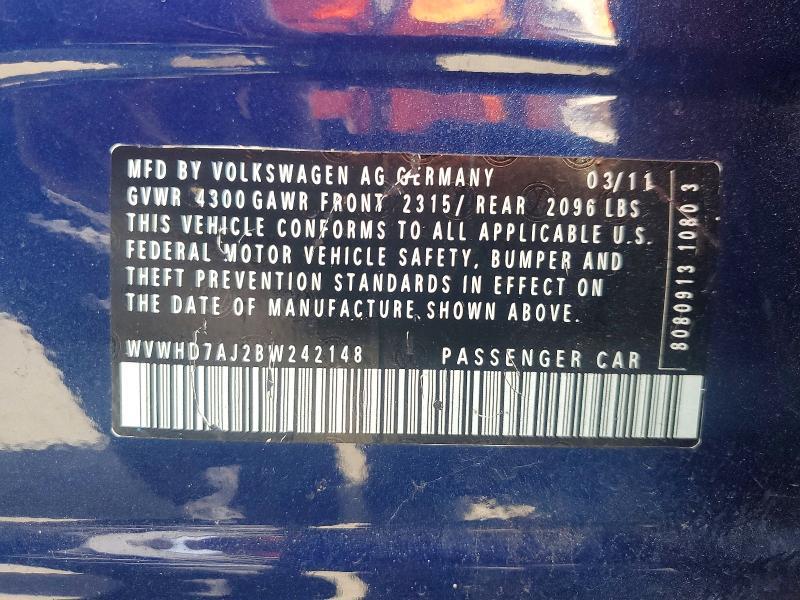 MFD BY VOLKSWAGEN AG GERMANY 03/11
GVWR 4300 GAWR FRONT 2315/ REAR 2096 LBS
THIS VEHICLE CONFORMS TO ALL APPLICABLE U.S.
FEDERAL MOTOR VEHICLE SAFETY, BUMPER AND
THEFT PREVENTION STANDARDS IN EFFECT ON
THE DATE OF MANUFACTURE SHOWN ABOVE.
WVWHD7AJ2BW242148 PASSENGER CAR
8080913 10803